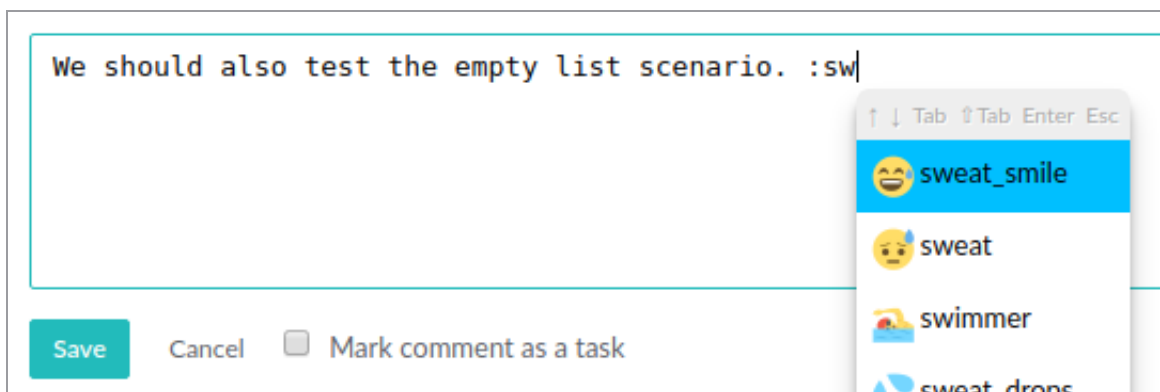 We should also test the empty list scenario. :sw
↑ ↓ Tab ⇧Tab Enter Esc
sweat_smile
sweat
swimmer
sweat_drops
Save Cancel Mark comment as a task